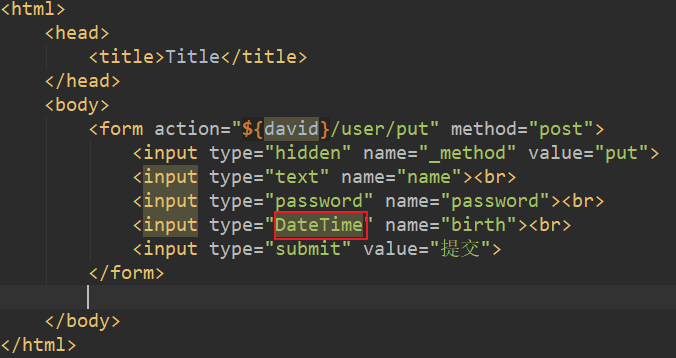 <html>
    <head>
        <title>Title</title>
    </head>
    <body>
        <form action="${david}/user/put" method="post">
            <input type="hidden" name="_method" value="put">
            <input type="text" name="name"><br>
            <input type="password" name="password"><br>
            <input type="DateTime" name="birth"><br>
            <input type="submit" value="提交">
        </form>
    </body>
</html>